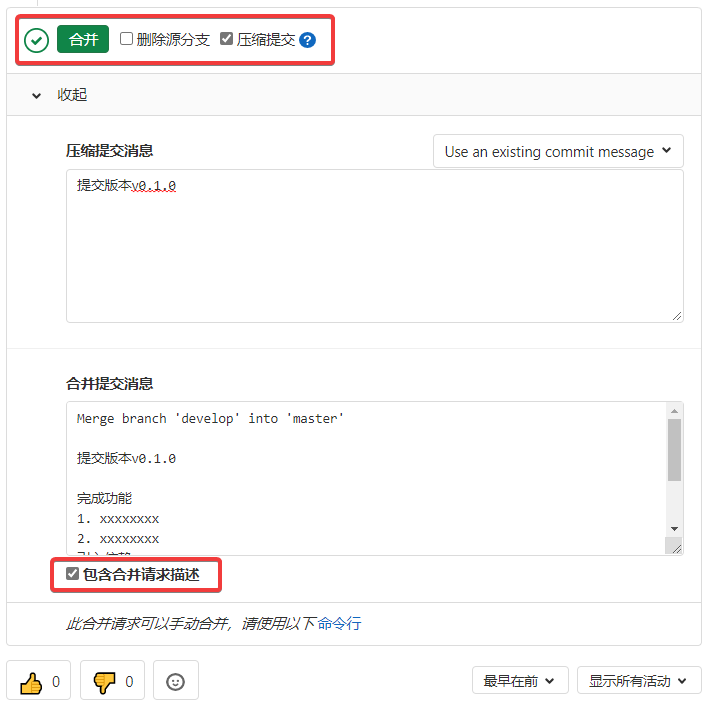 合并 删除源分支 压缩提交 ?
收起
压缩提交消息 Use an existing commit message
提交版本v0.1.0
合并提交消息
Merge branch 'develop' into 'master'
提交版本v0.1.0
完成功能
1. xxxxxxxx
2. xxxxxxxx
包含合并请求描述
此合并请求可以手动合并，请使用以下 命令行
0 0 最早在前 显示所有活动